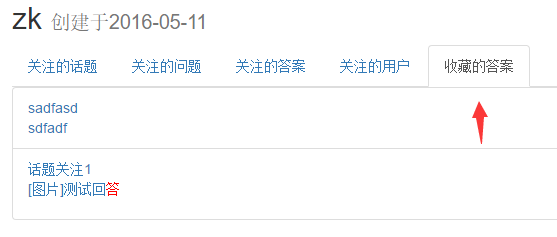 zk 创建于2016-05-11
关注的话题 关注的问题 关注的答案 关注的用户 收藏的答案
sadfasd
sdfadf
话题关注1
[图片]测试回答